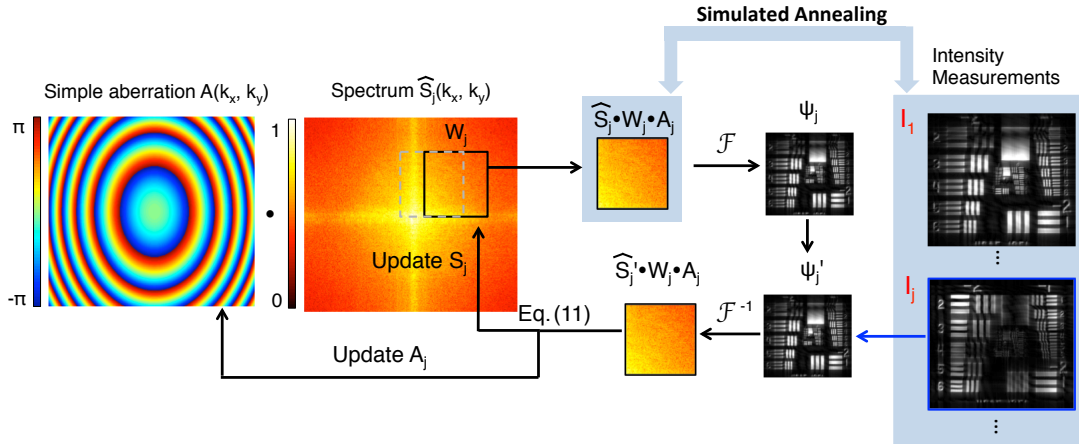 Simulated Annealing
Intensity
Measurements
Simple aberration A(kx, ky)
Spectrum Ŝj(kx, ky)
π
-π
1
0
Wj
Ŝj•Wj•Aj
ℱ
ψj
I1
•
Update Sj
Ŝj'•Wj•Aj
ψj'
...
Ij
Eq. (11)
ℱ -1
Update Aj
...